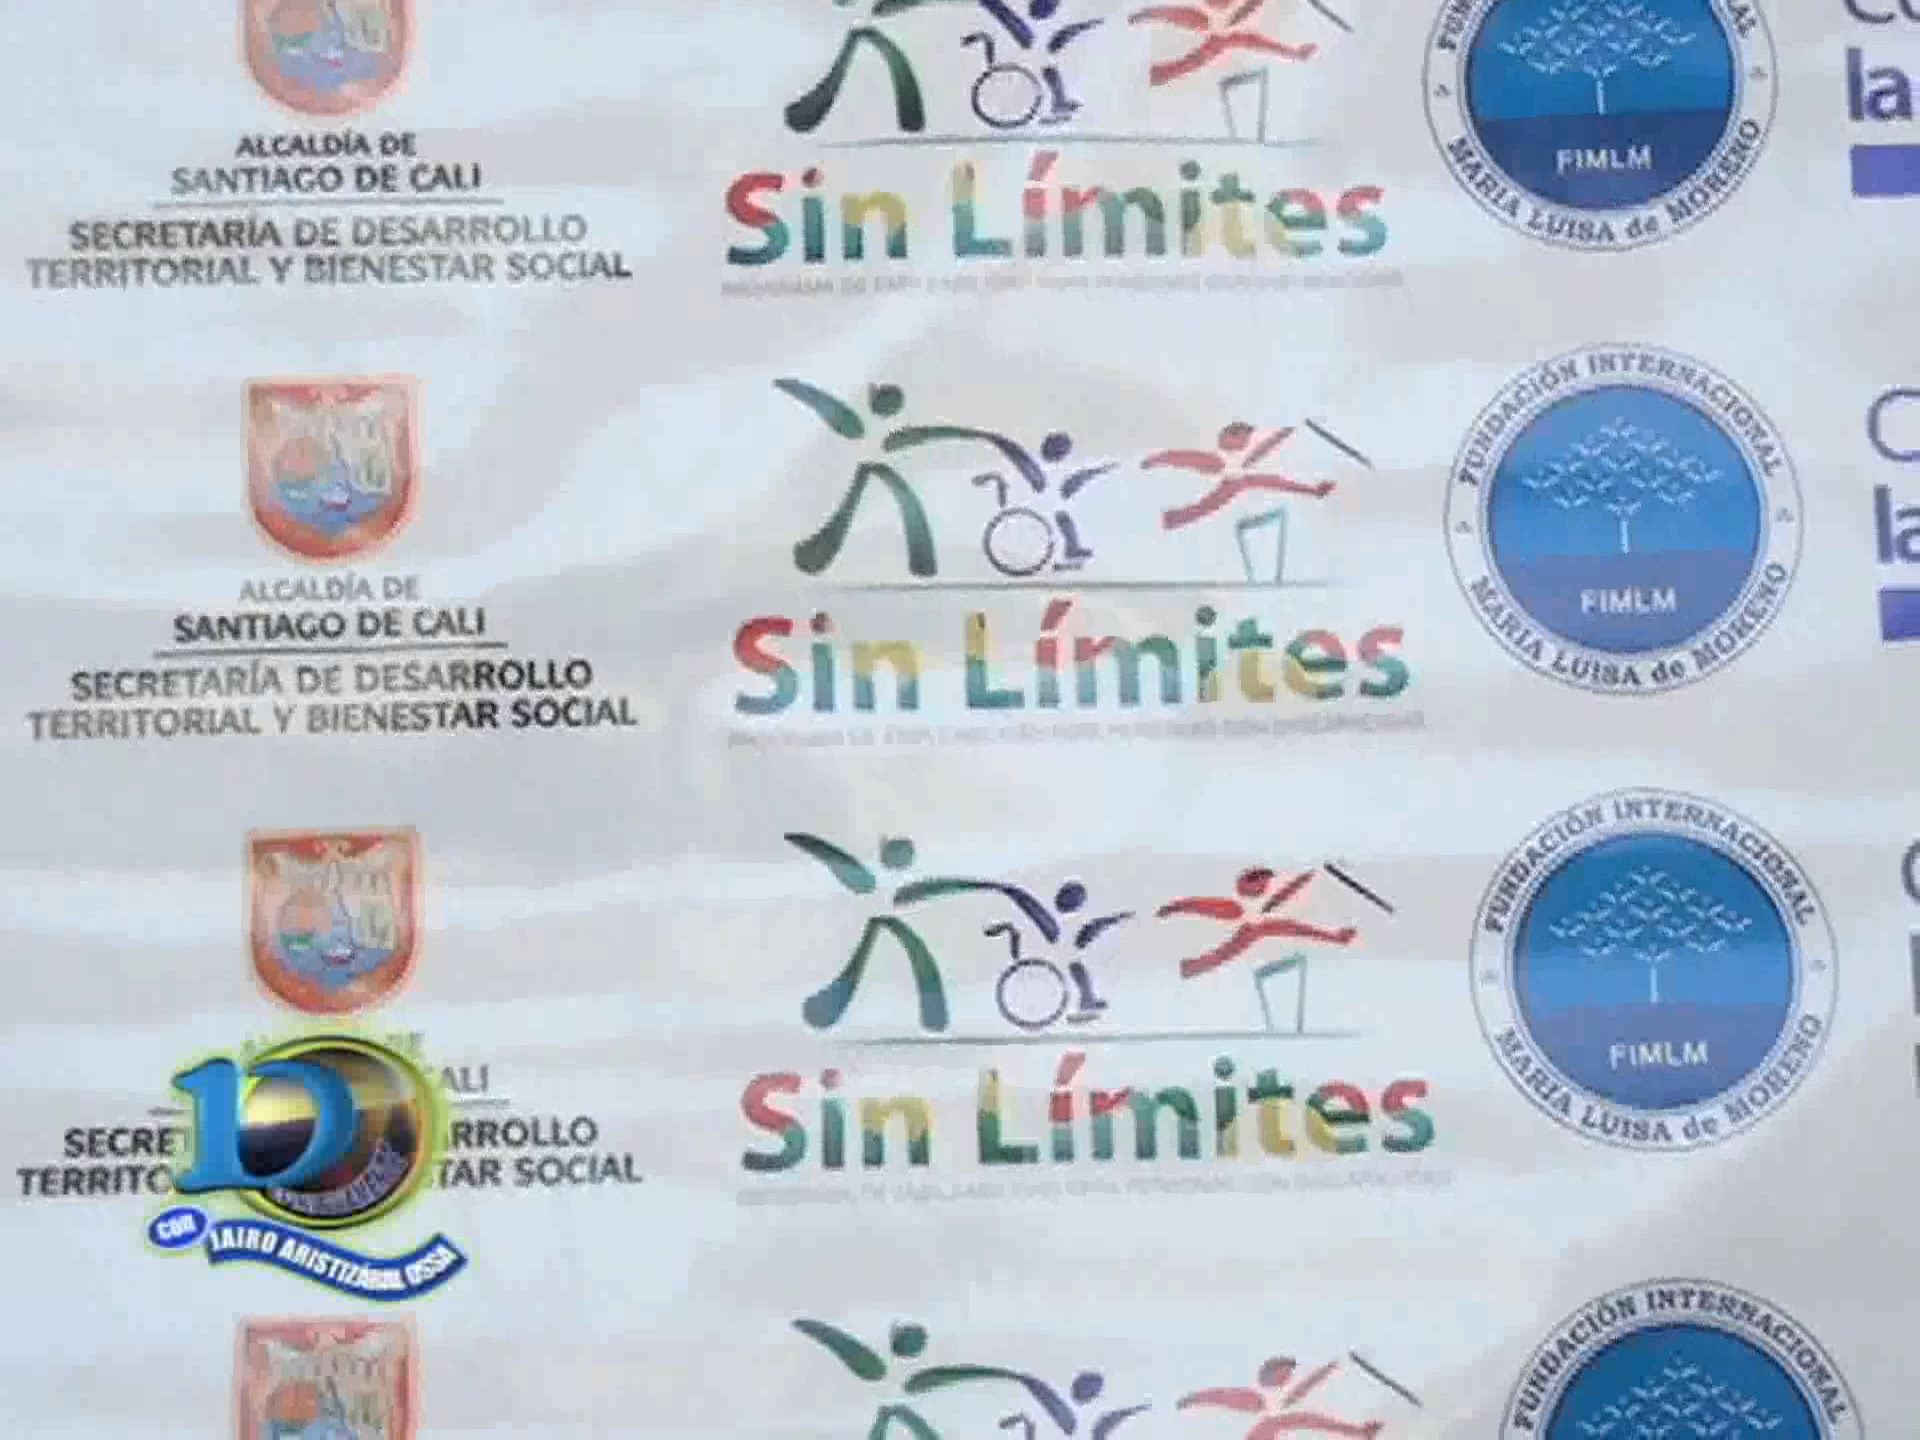 ALCALDÍA DE
SANTIAGO DE CALI
SECRETARÍA DE DESARROLLO
TERRITORIAL Y BIENESTAR SOCIAL
Sin Límites
FIMLM
MARIA LUISA de MORENO
la
ALCALDÍA DE
SANTIAGO DE CALI
SECRETARÍA DE DESARROLLO
TERRITORIAL Y BIENESTAR SOCIAL
Sin Límites
FUNDACIÓN INTERNACIONAL
FIMLM
MARIA LUISA de MORENO
la
CALI
SECRE RROLLO
TERRITO TAR SOCIAL
10
CON JAIRO ARISTIZÁBAL OSSA
Sin Límites
FUNDACIÓN INTERNACIONAL
FIMLM
MARIA LUISA de MORENO
FUNDACIÓN INTERNACIONAL